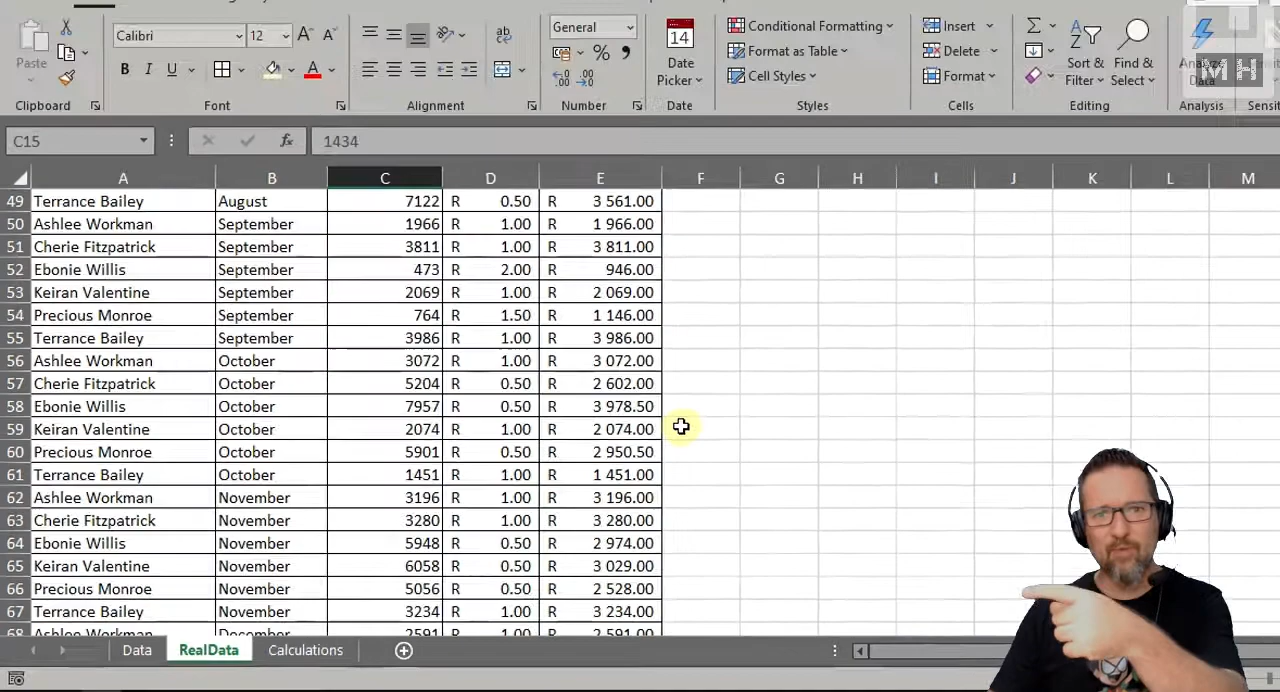 General
Calibri 12
14
Conditional Formatting
Insert
Format as Table
Delete
Paste
B I U
Date Picker
Cell Styles
Format
Sort & Filter
Find & Select
M H
Clipboard Font Alignment Number Date Styles Cells Editing Analysis
C15 fx 1434
A B C D E F G H I J K L M
49 Terrance Bailey August 7122 R 0.50 R 3 561.00
50 Ashlee Workman September 1966 R 1.00 R 1 966.00
51 Cherie Fitzpatrick September 3811 R 1.00 R 3 811.00
52 Ebonie Willis September 473 R 2.00 R 946.00
53 Keiran Valentine September 2069 R 1.00 R 2 069.00
54 Precious Monroe September 764 R 1.50 R 1 146.00
55 Terrance Bailey September 3986 R 1.00 R 3 986.00
56 Ashlee Workman October 3072 R 1.00 R 3 072.00
57 Cherie Fitzpatrick October 5204 R 0.50 R 2 602.00
58 Ebonie Willis October 7957 R 0.50 R 3 978.50
59 Keiran Valentine October 2074 R 1.00 R 2 074.00
60 Precious Monroe October 5901 R 0.50 R 2 950.50
61 Terrance Bailey October 1451 R 1.00 R 1 451.00
62 Ashlee Workman November 3196 R 1.00 R 3 196.00
63 Cherie Fitzpatrick November 3280 R 1.00 R 3 280.00
64 Ebonie Willis November 5948 R 0.50 R 2 974.00
65 Keiran Valentine November 6058 R 0.50 R 3 029.00
66 Precious Monroe November 5056 R 0.50 R 2 528.00
67 Terrance Bailey November 3234 R 1.00 R 3 234.00
68 Ashlee Workman December 2591 R 1.00 R 2 591.00
Data RealData Calculations